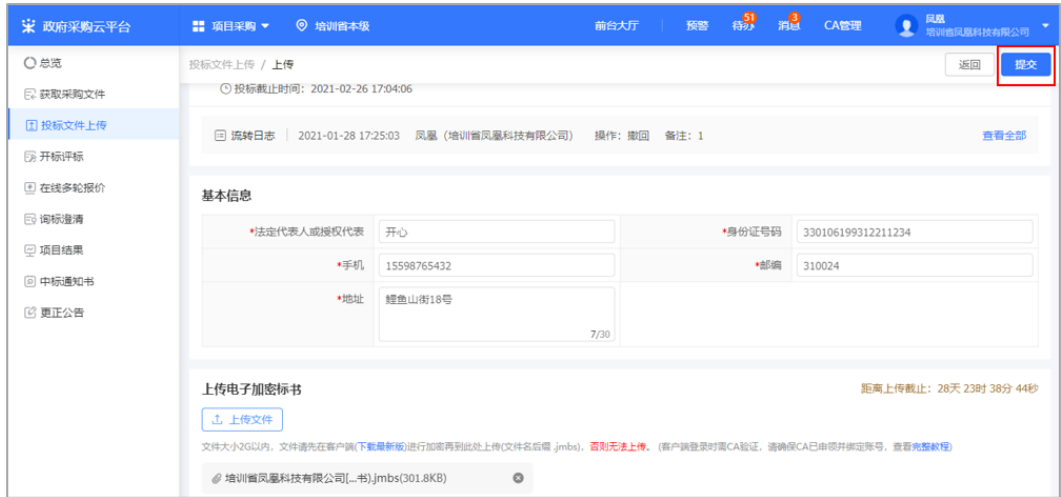 政府采购云平台
项目采购
培训省本级
前台大厅
预警
待办
51
消息
3
CA管理
凤凰
培训省凤凰科技有限公司
总览
获取采购文件
投标文件上传
开标评标
在线多轮报价
询标澄清
项目结果
中标通知书
更正公告
投标文件上传 / 上传
返回
提交
投标截止时间：2021-02-26 17:04:06
流转日志 2021-01-28 17:25:03 凤凰（培训省凤凰科技有限公司） 操作：撤回 备注：1 查看全部
基本信息
*法定代表人或授权代表 开心 *身份证号码 330106199312211234
*手机 15598765432 *邮编 310024
*地址 鲤鱼山街18号
7/30
上传电子加密标书 距离上传截止：28天 23时 38分 44秒
上传文件
文件大小2G以内，文件请先在客户端(下载最新版)进行加密再到此处上传(文件名后缀 .jmbs)，否则无法上传。 (客户端登录时需CA验证，请确保CA已申领并绑定账号，查看完整教程)
培训省凤凰科技有限公司[...书).jmbs(301.8KB)